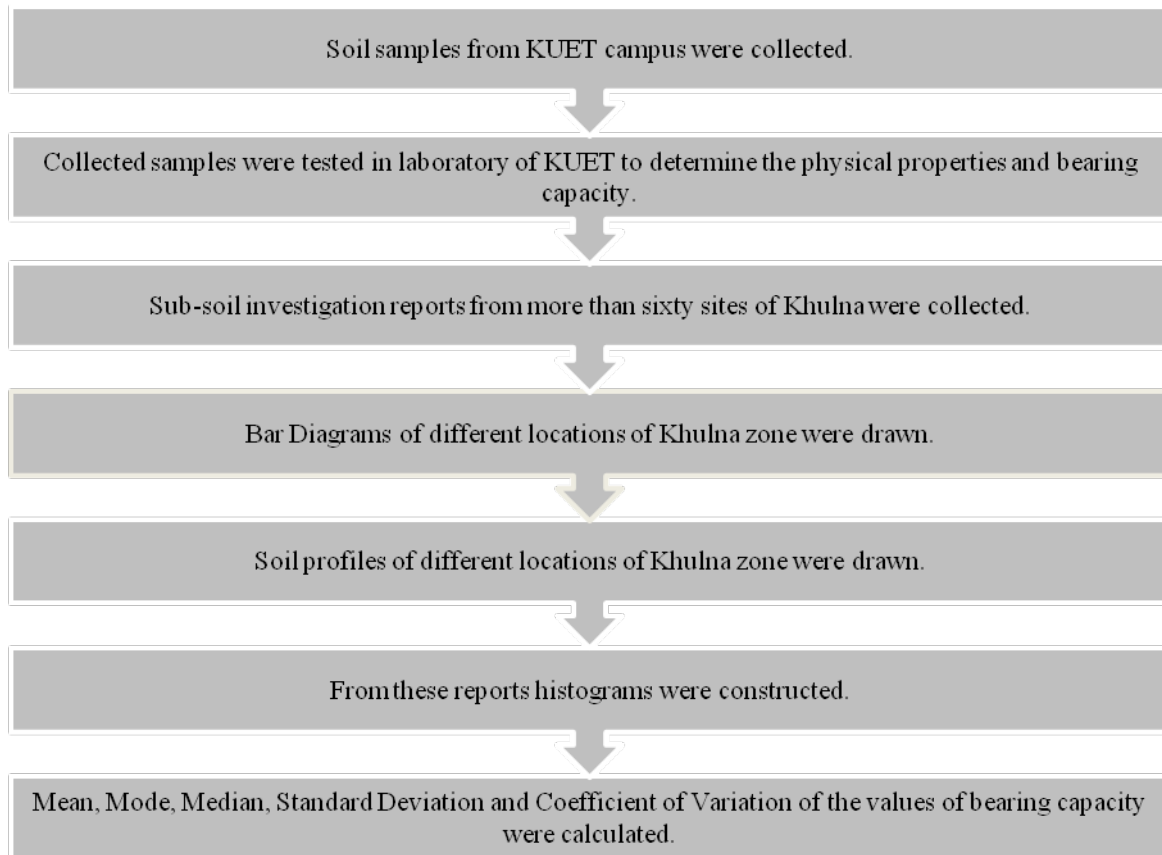 Soil samples from KUET campus were collected.
Collected samples were tested in laboratory of KUET to determine the physical properties and bearing
capacity.
Sub-soil investigation reports from more than sixty sites of Khulna were collected.
Bar Diagrams of different locations of Khulna zone were drawn.
Soil profiles of different locations of Khulna zone were drawn.
From these reports histograms were constructed.
Mean, Mode, Median, Standard Deviation and Coefficient of Variation of the values of bearing capacity
were calculated.